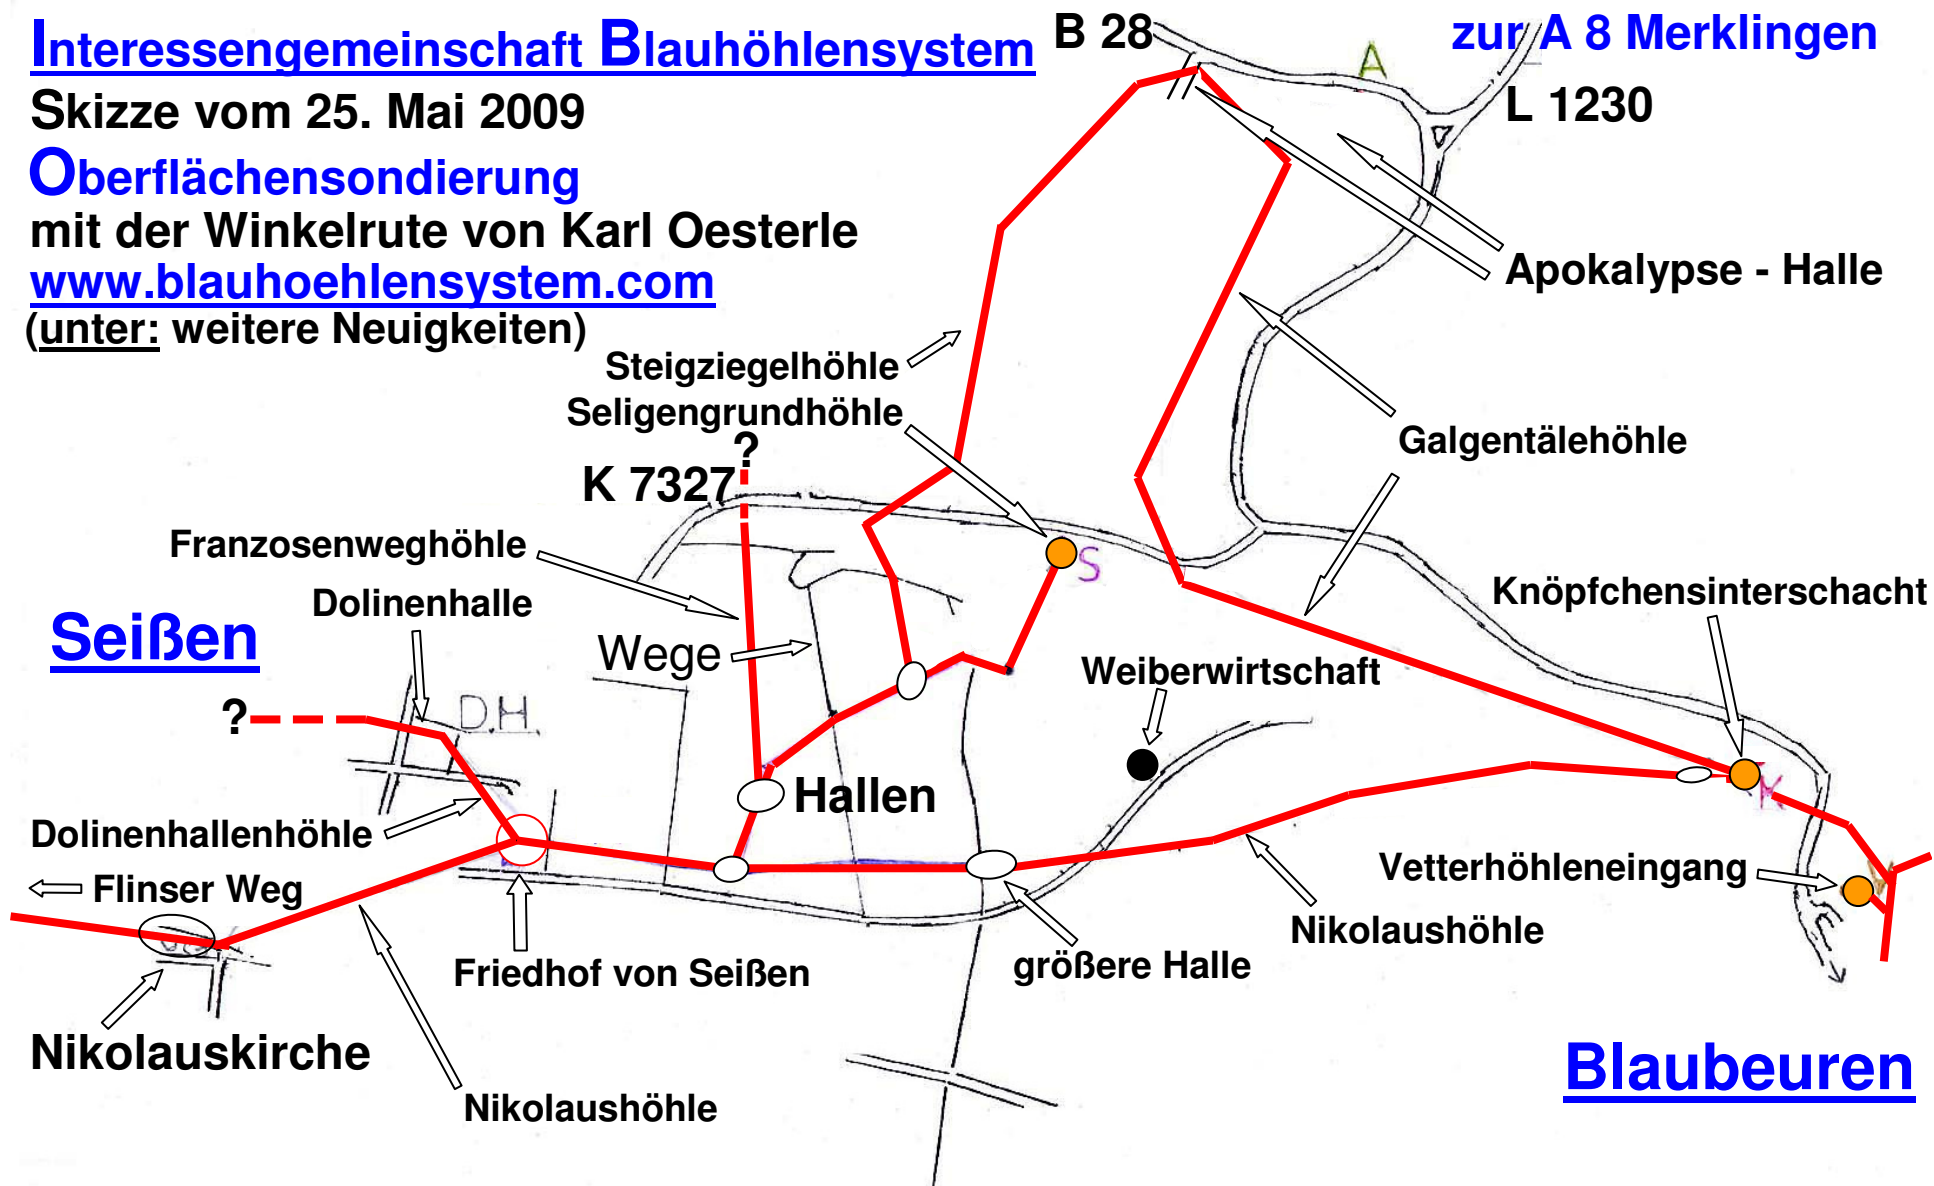 Interessengemeinschaft Blauhöhlensystem
B 28
zur A 8 Merklingen
Skizze vom 25. Mai 2009
A
L 1230
Oberflächensondierung
mit der Winkelrute von Karl Oesterle
www.blauhoehlensystem.com
Apokalypse - Halle
(unter: weitere Neuigkeiten)
Steigziegelhöhle
Seligengrundhöhle
Galgentälehöhle
?
K 7327
Franzosenweghöhle
S
Dolinenhalle
Knöpfchensinterschacht
Seißen
Wege
Weiberwirtschaft
?
D.H.
Hallen
K
Dolinenhallenhöhle
Vetterhöhleneingang
V
Flinser Weg
Nikolaushöhle
Friedhof von Seißen
größere Halle
Nikolauskirche
Blaubeuren
Nikolaushöhle